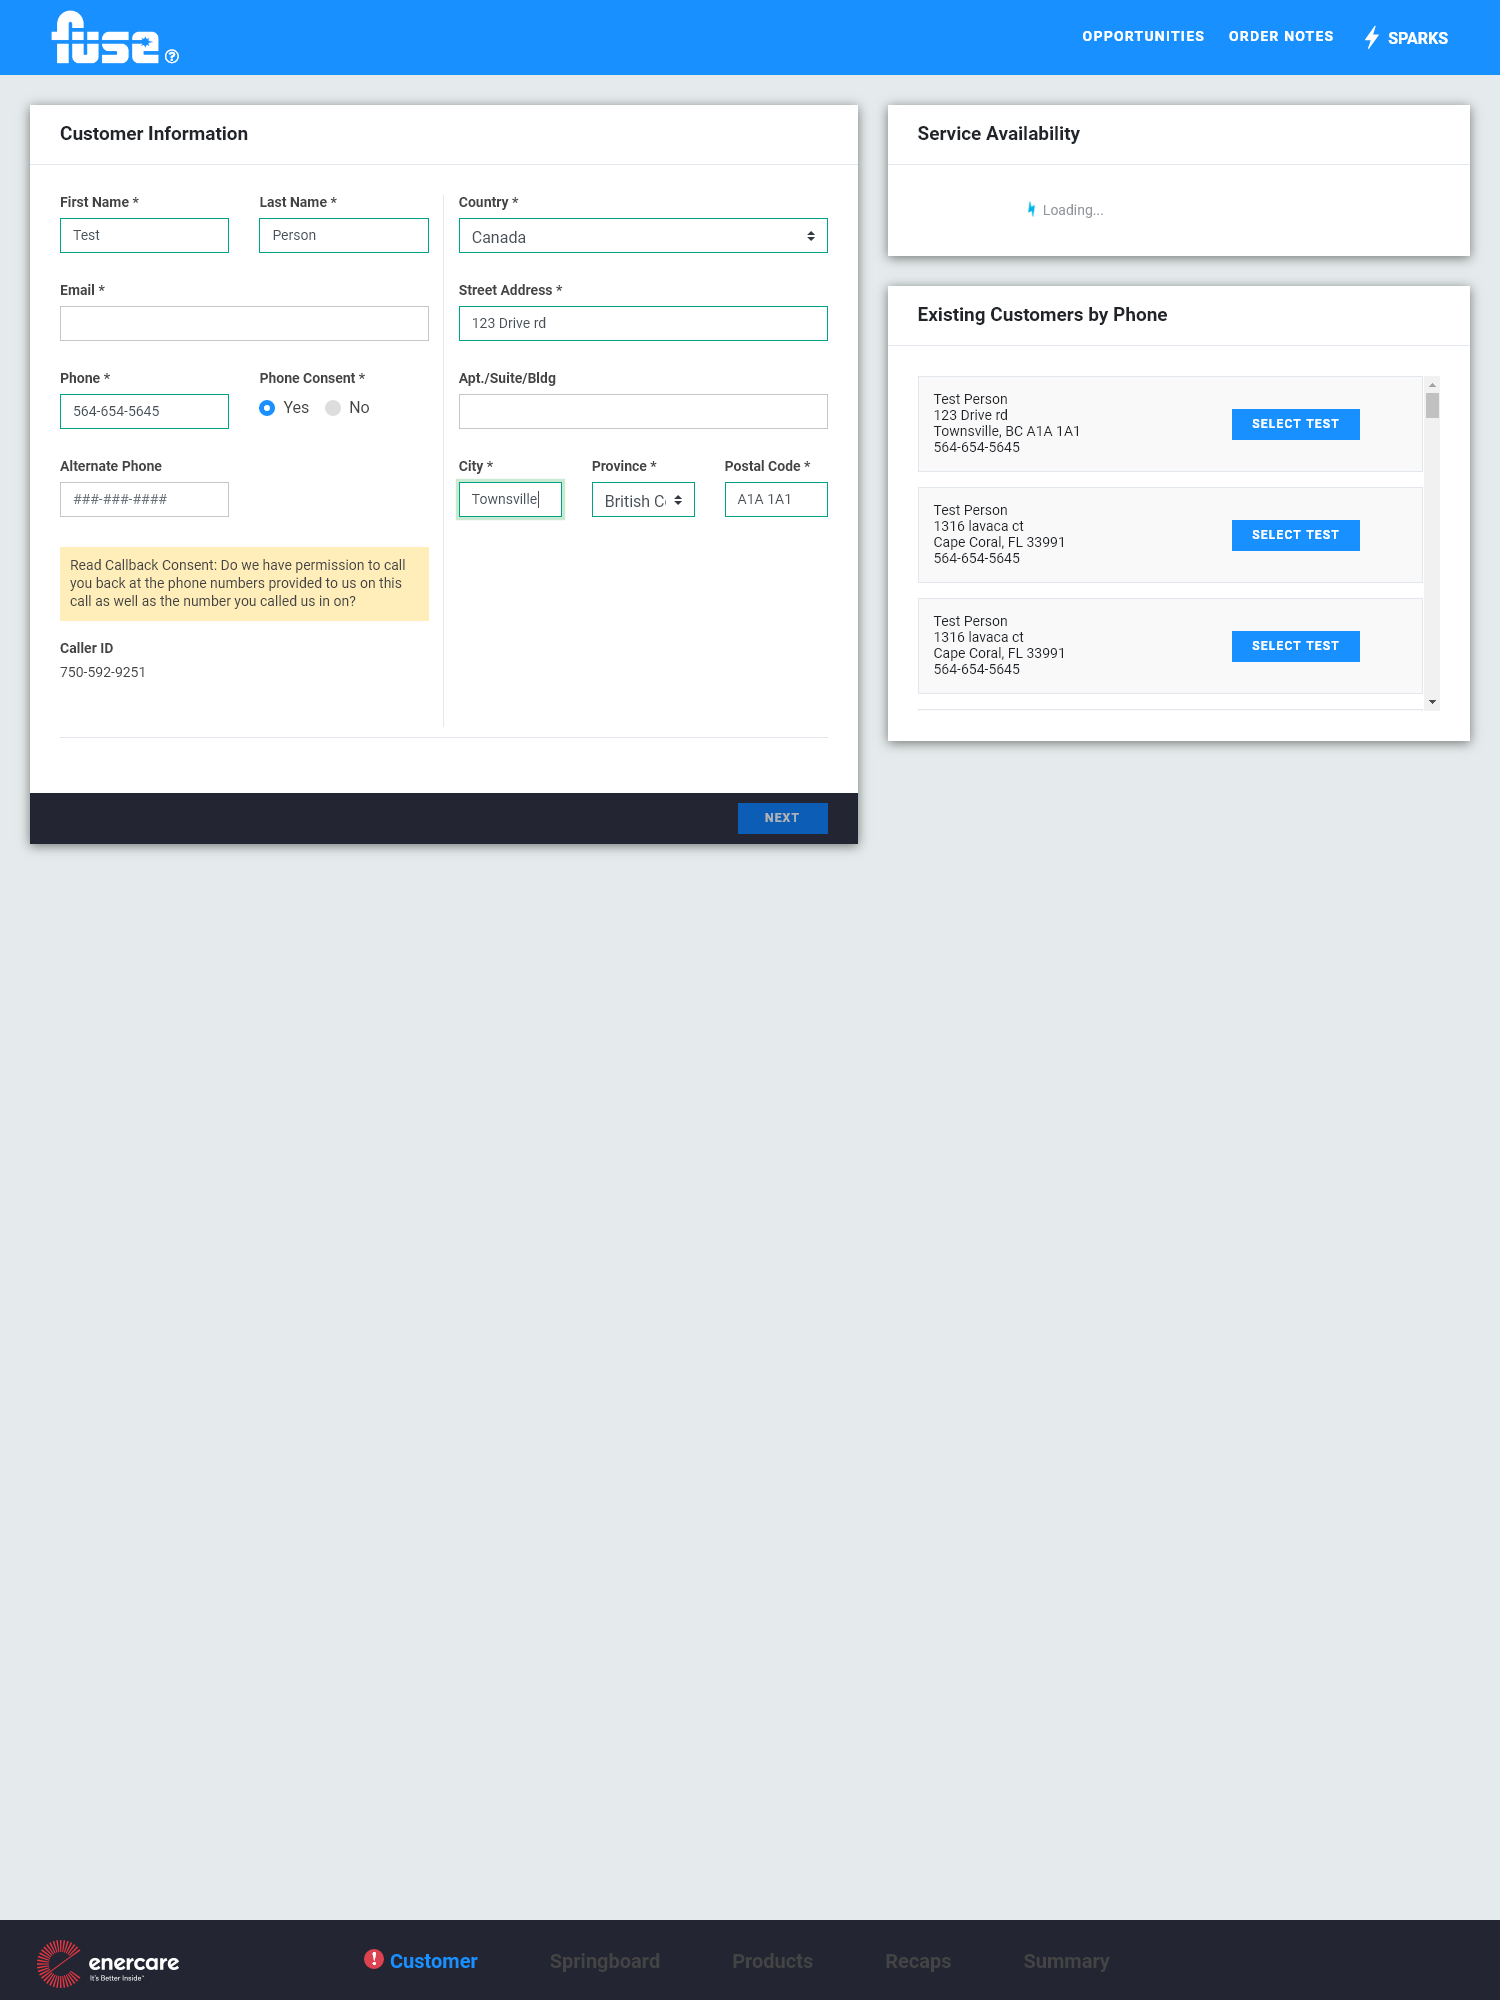 fuse
OPPORTUNITIES ORDER NOTES SPARKS
Customer Information
First Name * Last Name *
Test Person
Email *
Phone * Phone Consent *
564-654-5645 Yes No
Alternate Phone
###-###-####
Read Callback Consent: Do we have permission to call
you back at the phone numbers provided to us on this
call as well as the number you called us in on?
Caller ID
750-592-9251
Country *
Canada
Street Address *
123 Drive rd
Apt./Suite/Bldg
City * Province * Postal Code *
Townsville British Co A1A 1A1
NEXT
Service Availability
Loading...
Existing Customers by Phone
Test Person
123 Drive rd
Townsville, BC A1A 1A1
564-654-5645
SELECT TEST
Test Person
1316 lavaca ct
Cape Coral, FL 33991
564-654-5645
SELECT TEST
Test Person
1316 lavaca ct
Cape Coral, FL 33991
564-654-5645
SELECT TEST
enercare
It's Better Inside™
Customer Springboard Products Recaps Summary